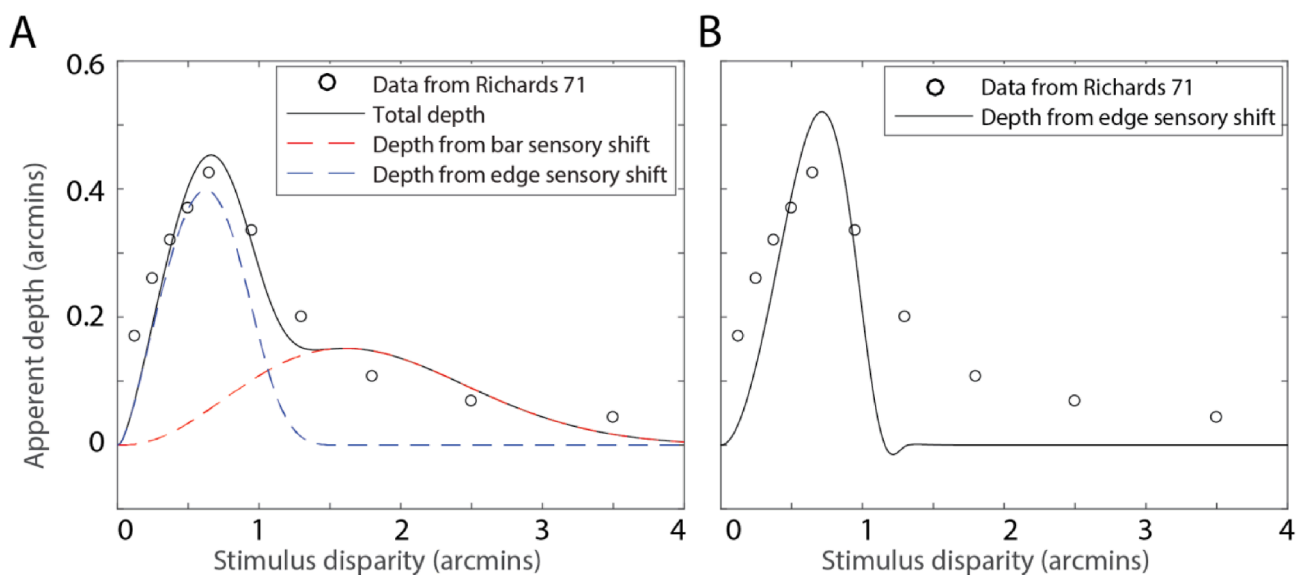 A
B
0.6
0.4
0.2
0
Apperent depth (arcmins)
Data from Richards 71
Total depth
Depth from bar sensory shift
Depth from edge sensory shift
0 1 2 3 4
Stimulus disparity (arcmins)
Data from Richards 71
Depth from edge sensory shift
0 1 2 3 4
Stimulus disparity (arcmins)